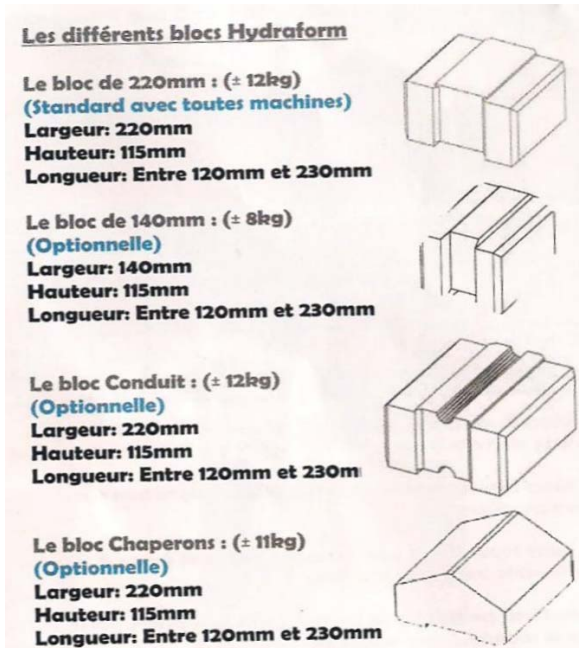 Les différents blocs Hydraform
Le bloc de 220mm : (± 12kg)
(Standard avec toutes machines)
Largeur: 220mm
Hauteur: 115mm
Longueur: Entre 120mm et 230mm
Le bloc de 140mm : (± 8kg)
(Optionnelle)
Largeur: 140mm
Hauteur: 115mm
Longueur: Entre 120mm et 230mm
Le bloc Conduit : (± 12kg)
(Optionnelle)
Largeur: 220mm
Hauteur: 115mm
Longueur: Entre 120mm et 230m
Le bloc Chaperons : (± 11kg)
(Optionnelle)
Largeur: 220mm
Hauteur: 115mm
Longueur: Entre 120mm et 230mm